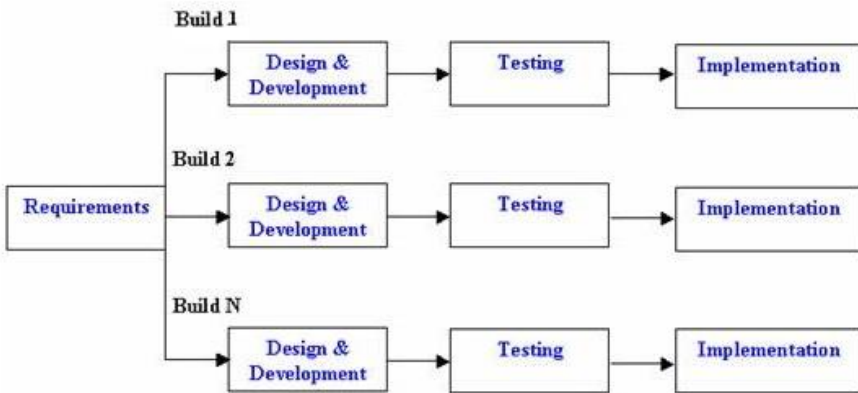 Build 1
Design &
Development
Testing
Implementation
Build 2
Requirements
Design &
Development
Testing
Implementation
Build N
Design &
Development
Testing
Implementation